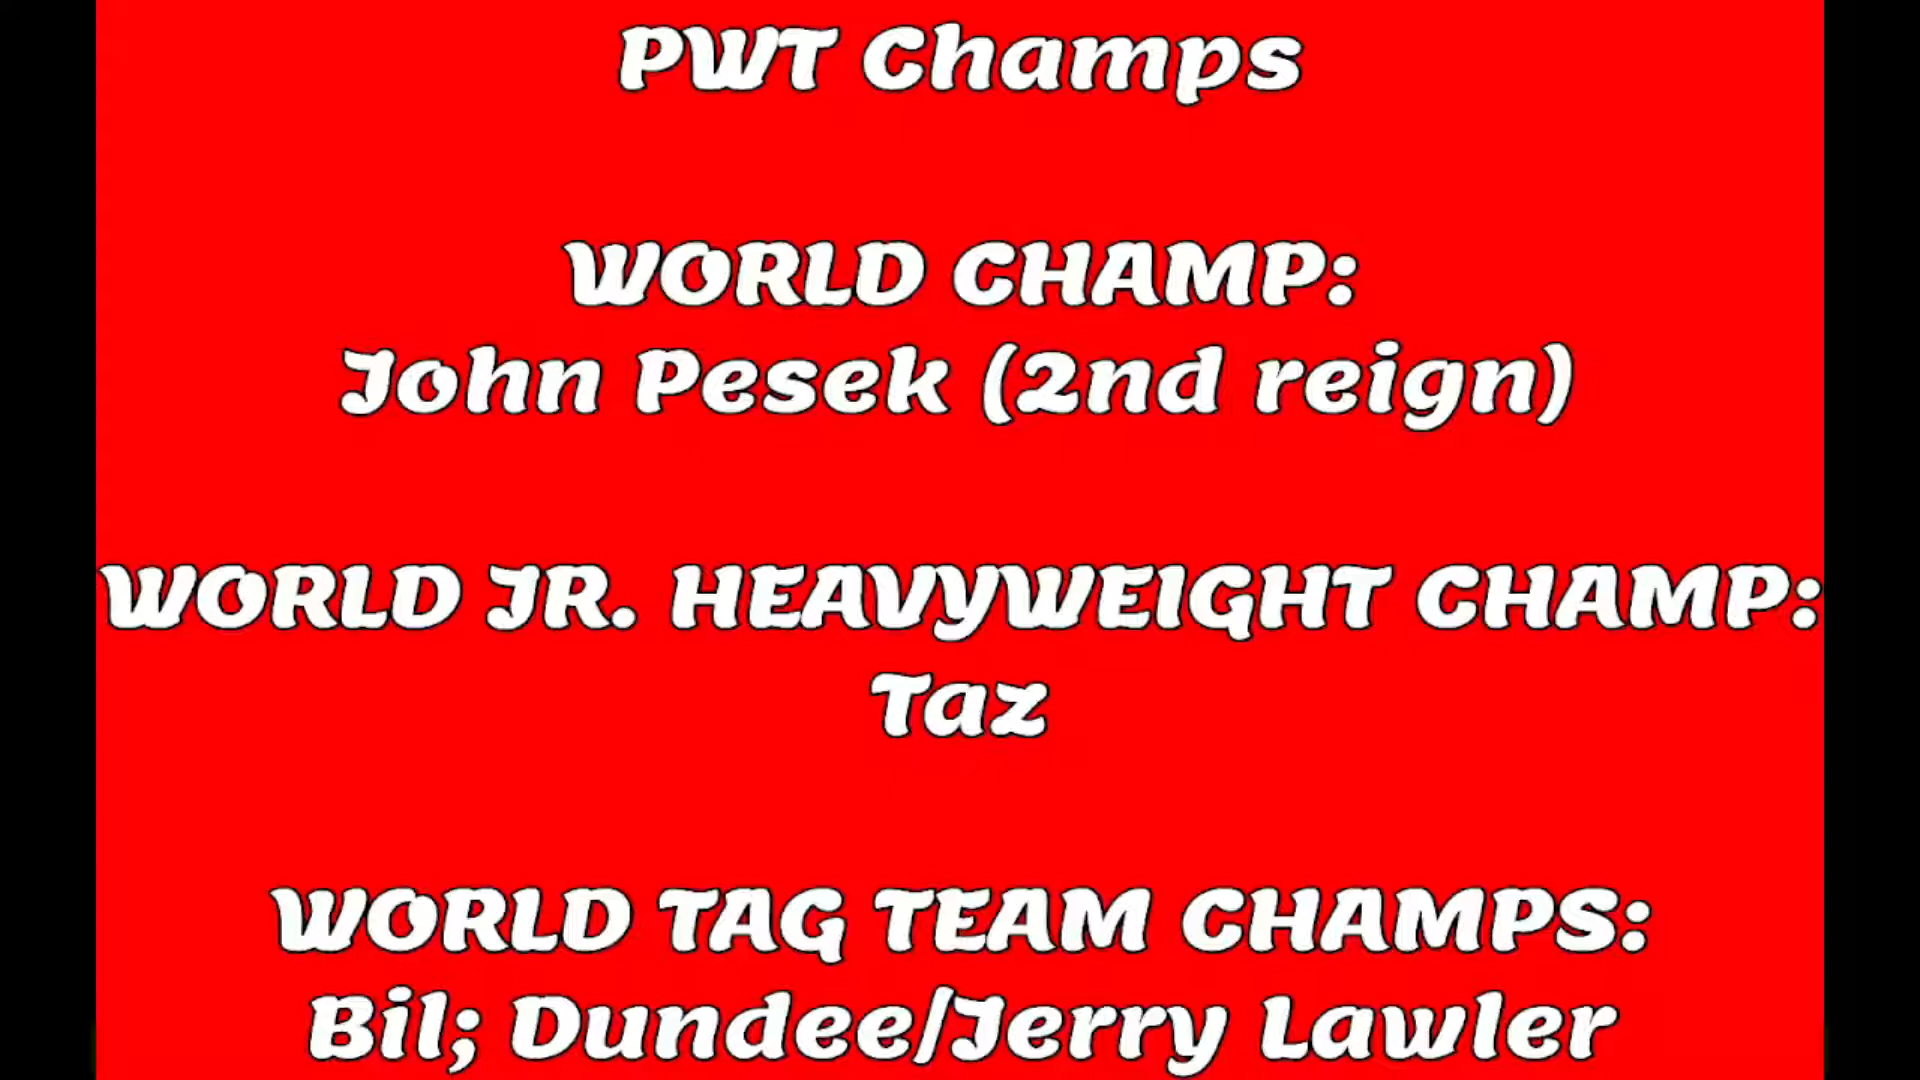 PWT Champs
WORLD CHAMP:
John Pesek (2nd reign)
WORLD JR. HEAVYWEIGHT CHAMP:
Taz
WORLD TAG TEAM CHAMPS:
Bil; Dundee/Jerry Lawler